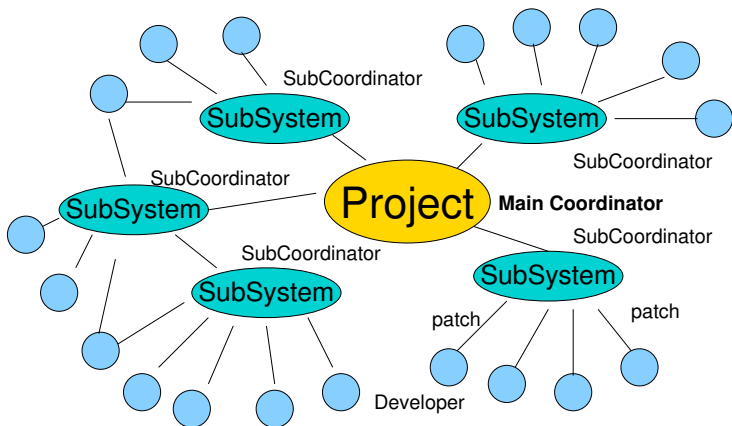 SubCoordinator
SubSystem
SubSystem
SubCoordinator
SubCoordinator
SubSystem
Project
Main Coordinator
SubCoordinator
SubCoordinator
SubSystem
SubSystem
patch
patch
Developer